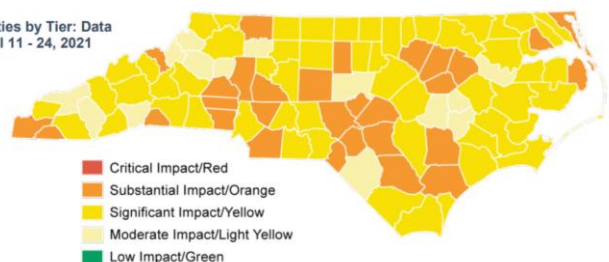 ties by Tier: Data
l 11 - 24, 2021
Critical Impact/Red
Substantial Impact/Orange
Significant Impact/Yellow
Moderate Impact/Light Yellow
Low Impact/Green